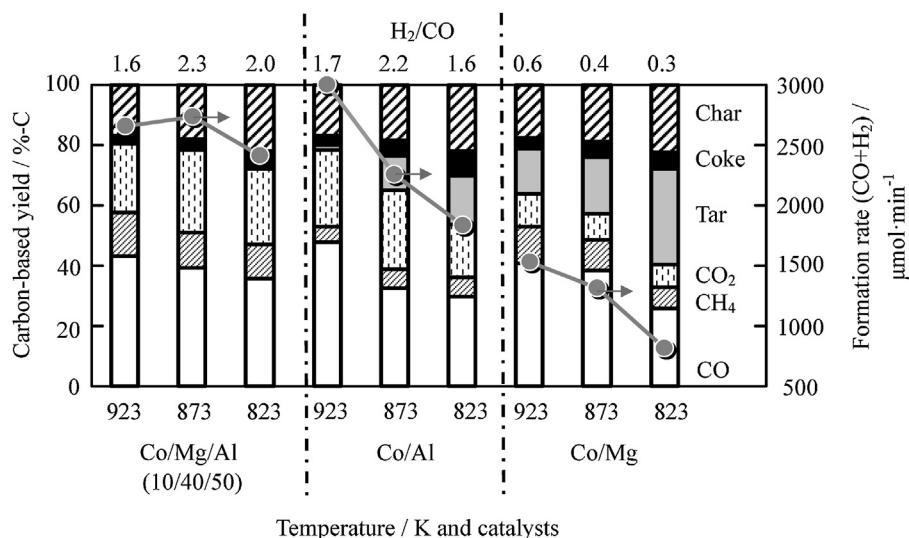 H₂/CO
1.6 2.3 2.0 1.7 2.2 1.6 0.6 0.4 0.3
Carbon-based yield / %-C
100
80
60
40
20
0
3000
2500
2000
1500
1000
500
Formation rate (CO+H₂) /
μmol·min⁻¹
Char
Coke
Tar
CO₂
CH₄
CO
923 873 823 923 873 823 923 873 823
Co/Mg/Al Co/Al Co/Mg
(10/40/50)
Temperature / K and catalysts